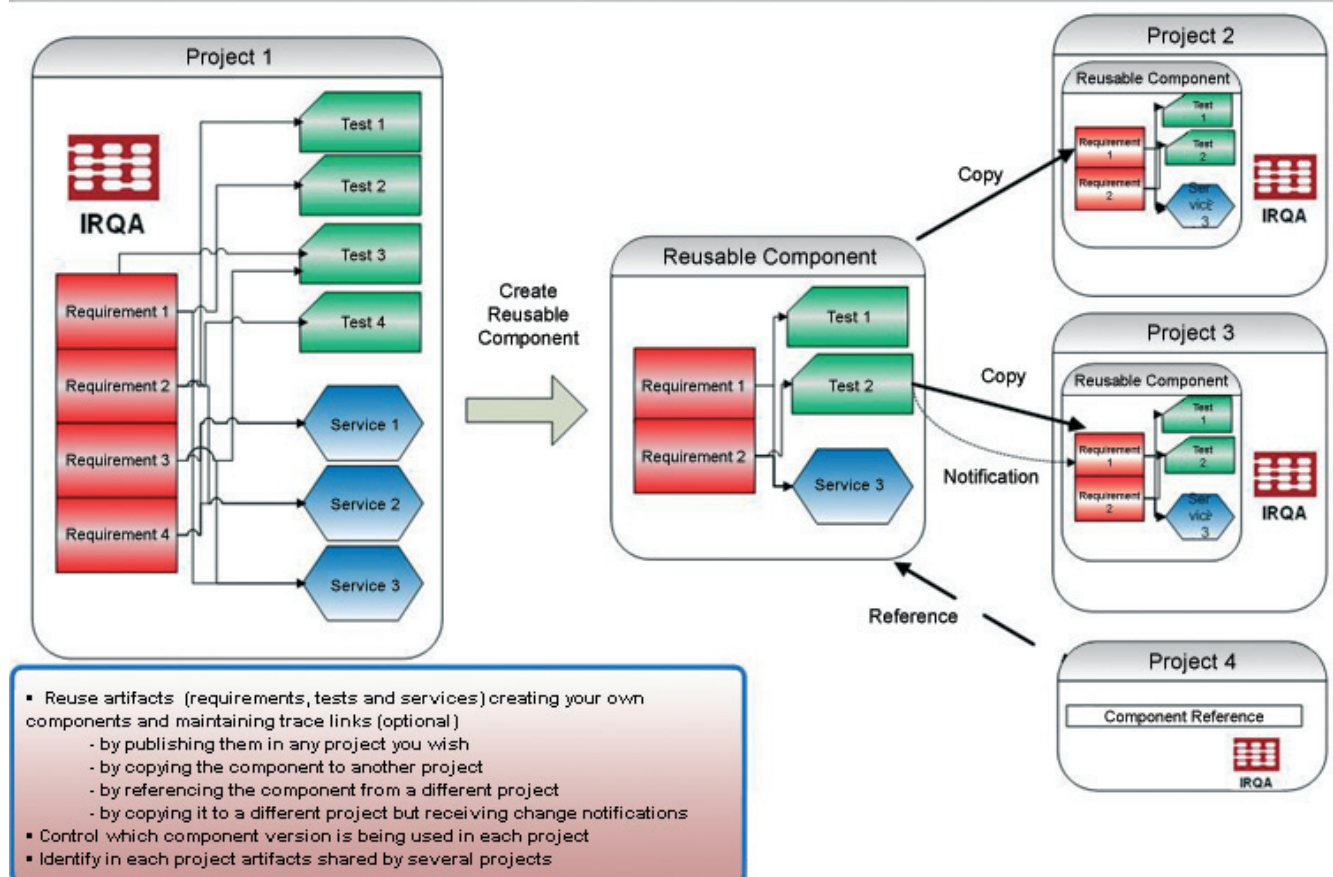 Project 1
IRQA
Requirement 1
Requirement 2
Requirement 3
Requirement 4
Test 1
Test 2
Test 3
Test 4
Service 1
Service 2
Service 3
Create
Reusable
Component
Reusable Component
Requirement 1
Requirement 2
Test 1
Test 2
Service 3
Copy
Copy
Notification
Reference
Project 2
Reusable Component
Requirement
1
Requirement
2
Test
1
Test
2
Ser
vice
3
IRQA
Project 3
Reusable Component
Requirement
1
Requirement
2
Test
1
Test
2
Ser
vice
3
IRQA
Project 4
Component Reference
IRQA
▪ Reuse artifacts (requirements, tests and services) creating your own
components and maintaining trace links (optional)
- by publishing them in any project you wish
- by copying the component to another project
- by referencing the component from a different project
- by copying it to a different project but receiving change notifications
▪ Control which component version is being used in each project
▪ Identify in each project artifacts shared by several projects